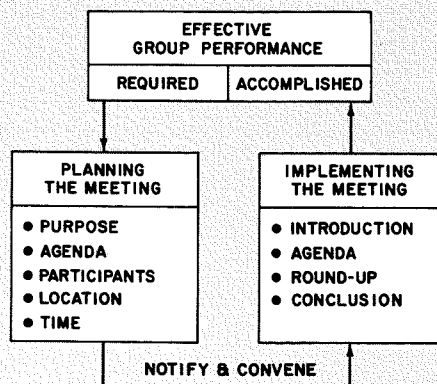 EFFECTIVE
GROUP PERFORMANCE
REQUIRED
ACCOMPLISHED
PLANNING
THE MEETING
• PURPOSE
• AGENDA
• PARTICIPANTS
• LOCATION
• TIME
IMPLEMENTING
THE MEETING
• INTRODUCTION
• AGENDA
• ROUND-UP
• CONCLUSION
NOTIFY & CONVENE